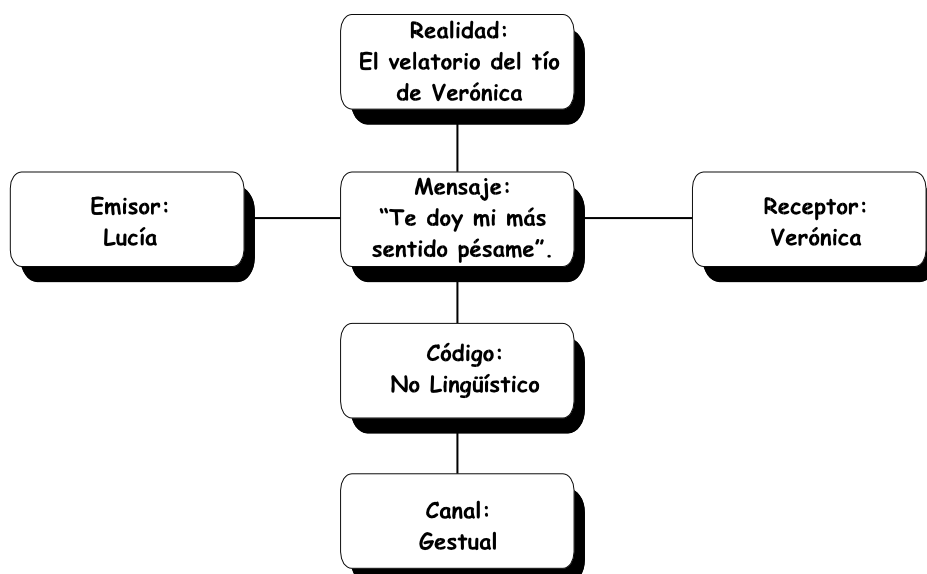 Realidad:
El velatorio del tío
de Verónica
Emisor:
Lucía
Mensaje:
“Te doy mi más
sentido pésame”.
Receptor:
Verónica
Código:
No Lingüístico
Canal:
Gestual